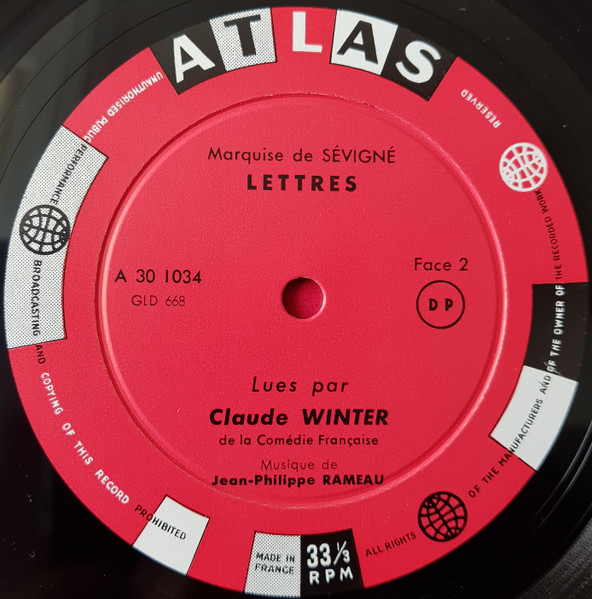 ATLAS
Marquise de SÉVIGNÉ
LETTRES
A 30 1034
GLD 668
Face 2
DP
Lues par
Claude WINTER
de la Comédie Française
Musique de
Jean-Philippe RAMEAU
MADE IN
FRANCE
33 1/3
RPM
ALL RIGHTS OF THE MANUFACTURERS AND OF THE OWNER OF THE RECORDED WORK RESERVED
UNAUTHORISED PUBLIC PERFORMANCE BROADCASTING AND COPYING OF THIS RECORD PROHIBITED